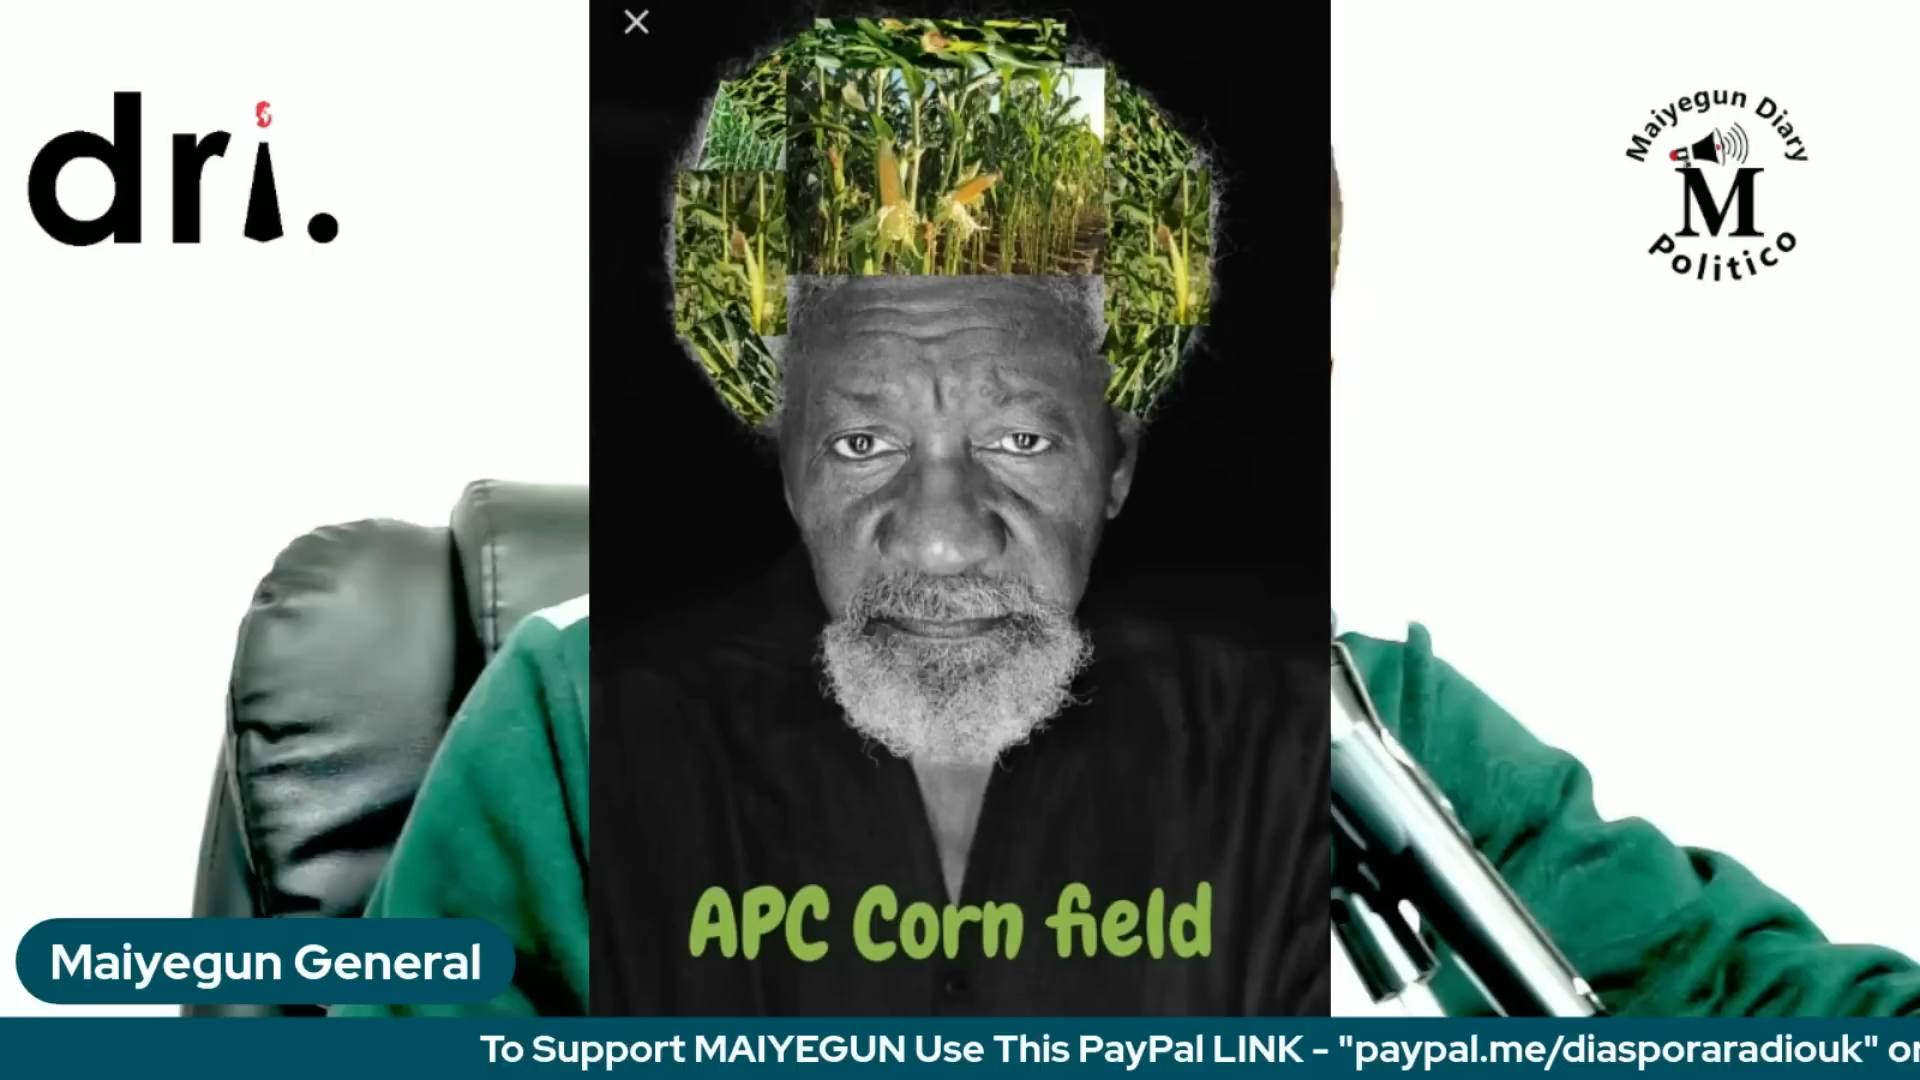 dri.
Maiyegun Diary
M
Politico
APC Corn field
Maiyegun General
To Support MAIYEGUN Use This PayPal LINK - "paypal.me/diasporaradiouk" or